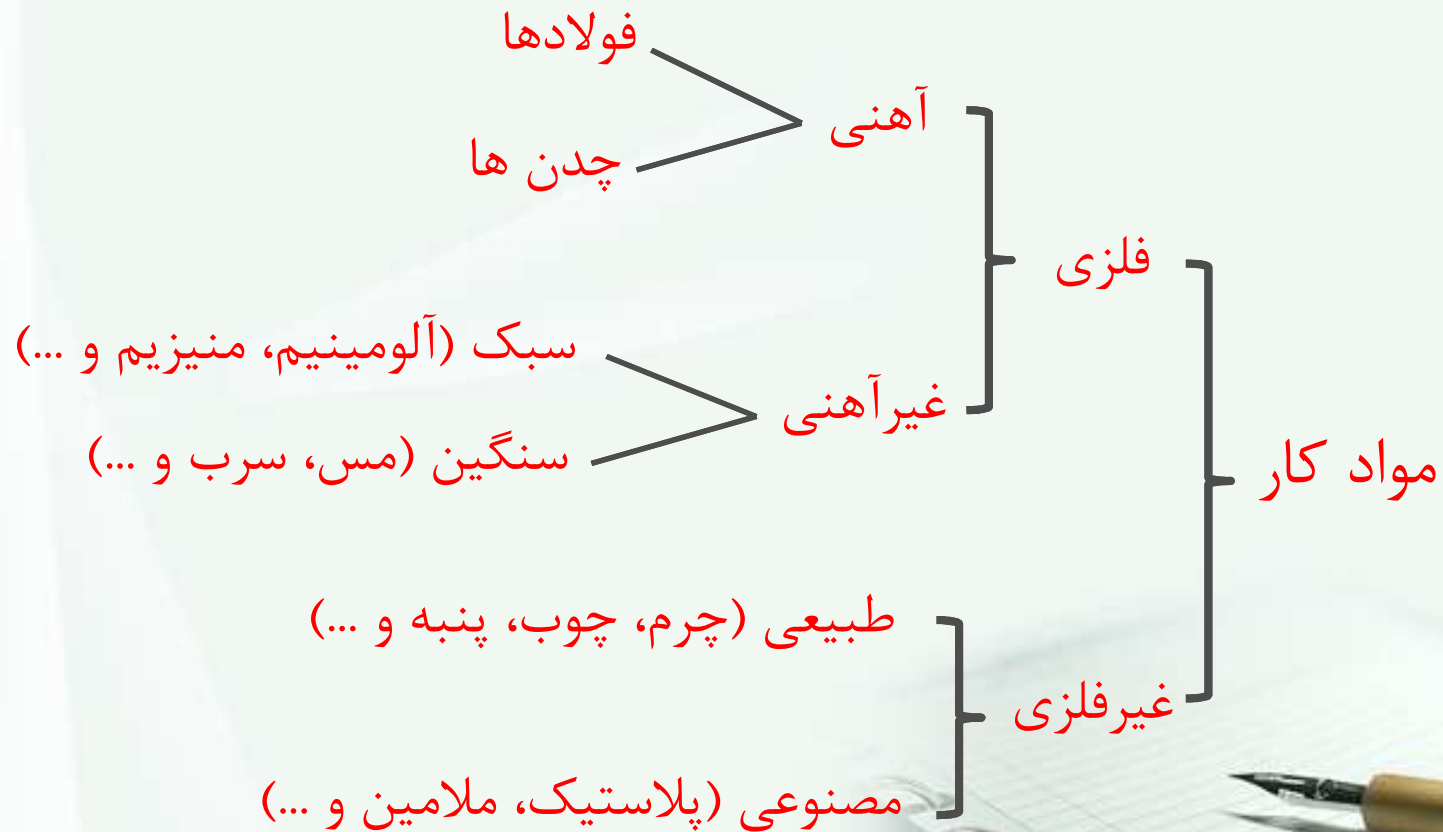 فولادها
آهنی
چدن ها
فلزی
سبک (آلومینیم، منیزیم و ...)
غیرآهنی
سنگین (مس، سرب و ...)
مواد کار
طبیعی (چرم، چوب، پنبه و ...)
غیرفلزی
مصنوعی (پلاستیک، ملامین و ...)